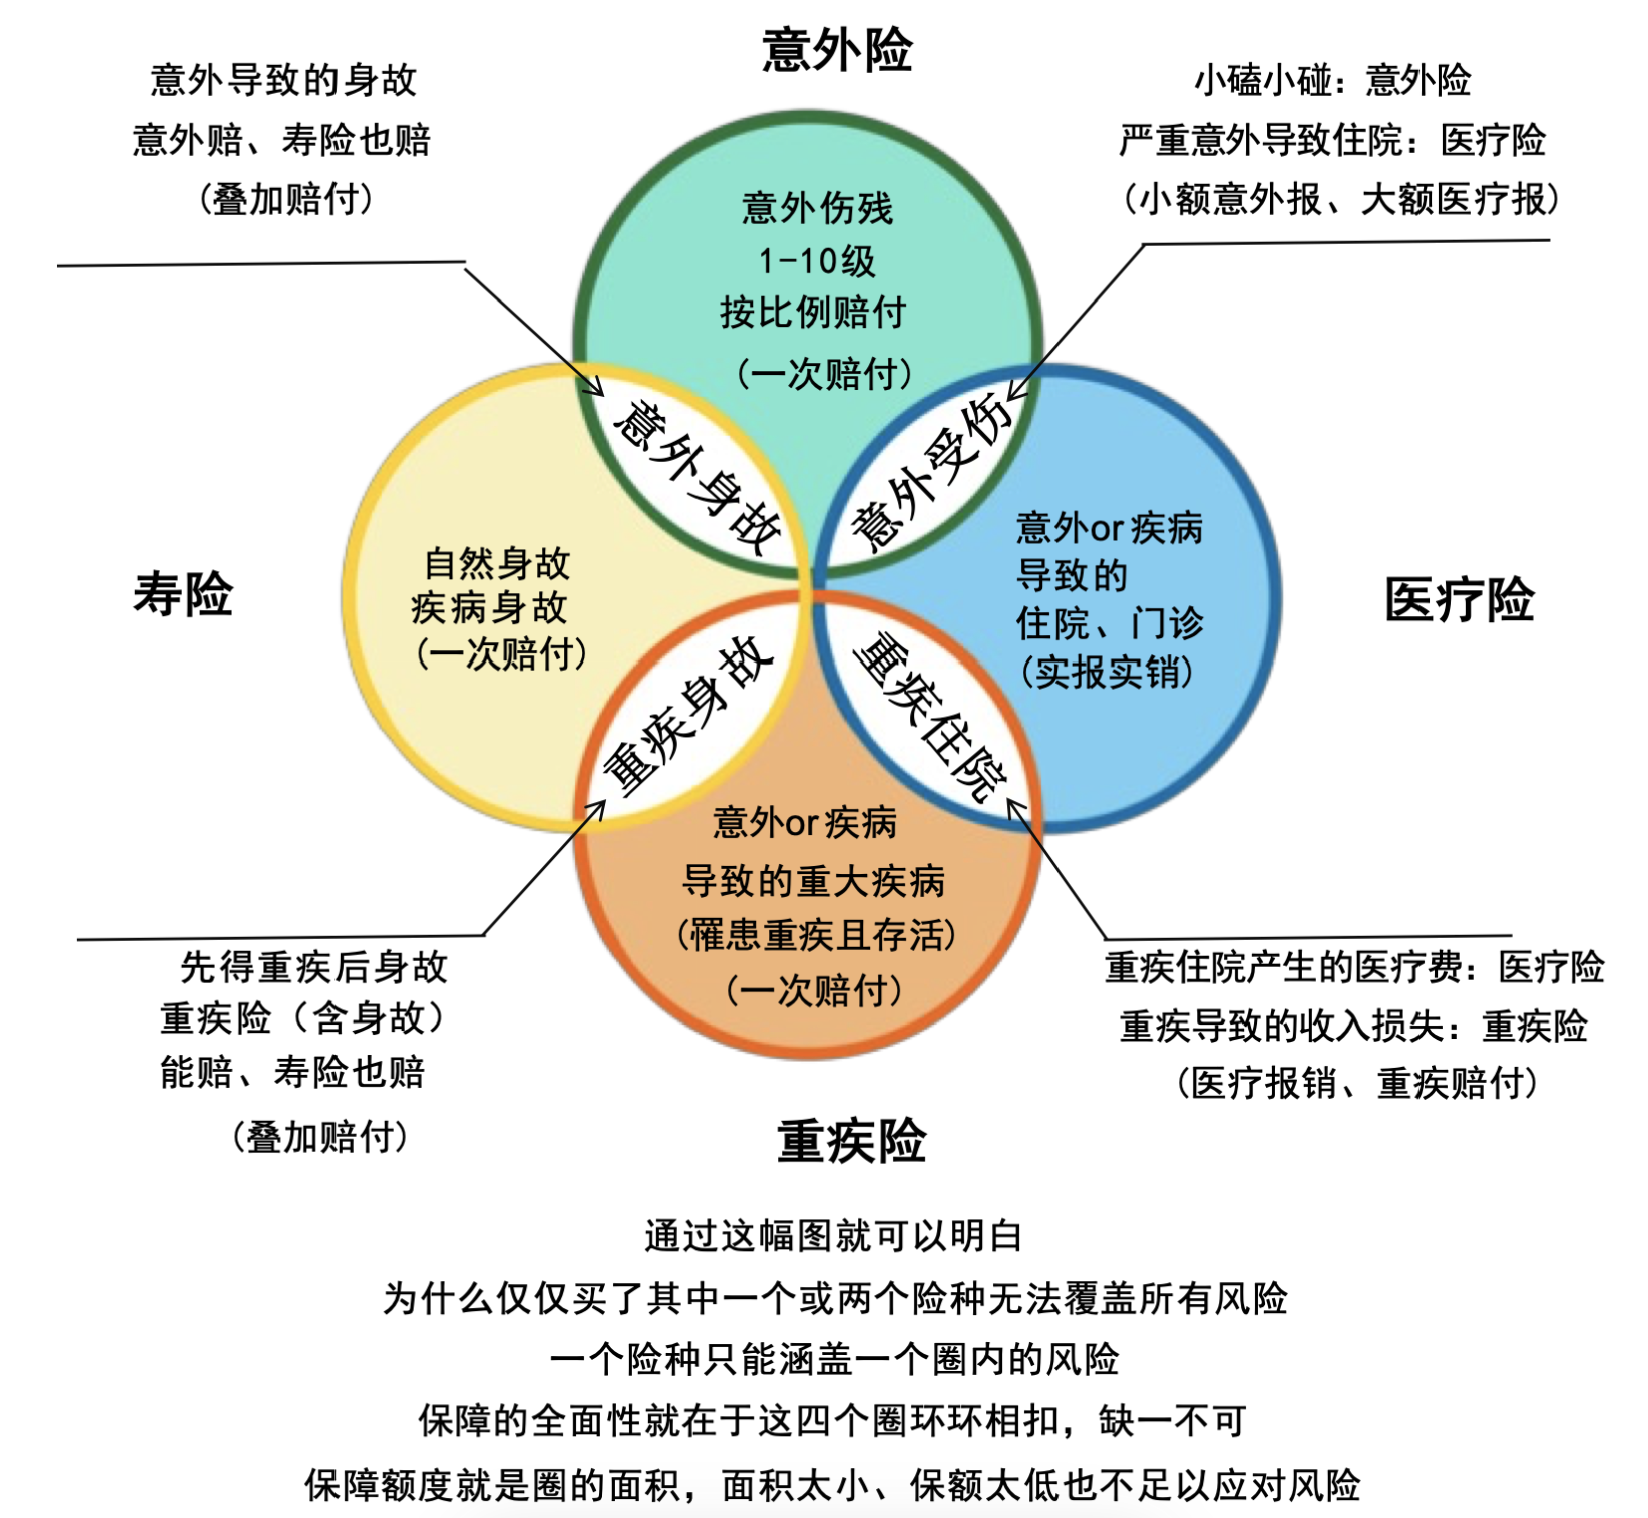 意外险
意外导致的身故
意外赔、寿险也赔
(叠加赔付)
小磕小碰：意外险
严重意外导致住院：医疗险
(小额意外报、大额医疗报)
意外伤残
1-10级
按比例赔付
(一次赔付)
意外身故
意外受伤
寿险
自然身故
疾病身故
(一次赔付)
意外or疾病
导致的
住院、门诊
(实报实销)
医疗险
重疾身故
重疾住院
意外or疾病
导致的重大疾病
(罹患重疾且存活)
(一次赔付)
先得重疾后身故
重疾险（含身故）
能赔、寿险也赔
(叠加赔付)
重疾住院产生的医疗费：医疗险
重疾导致的收入损失：重疾险
(医疗报销、重疾赔付)
重疾险
通过这幅图就可以明白
为什么仅仅买了其中一个或两个险种无法覆盖所有风险
一个险种只能涵盖一个圈内的风险
保障的全面性就在于这四个圈环环相扣，缺一不可
保障额度就是圈的面积，面积太小、保额太低也不足以应对风险